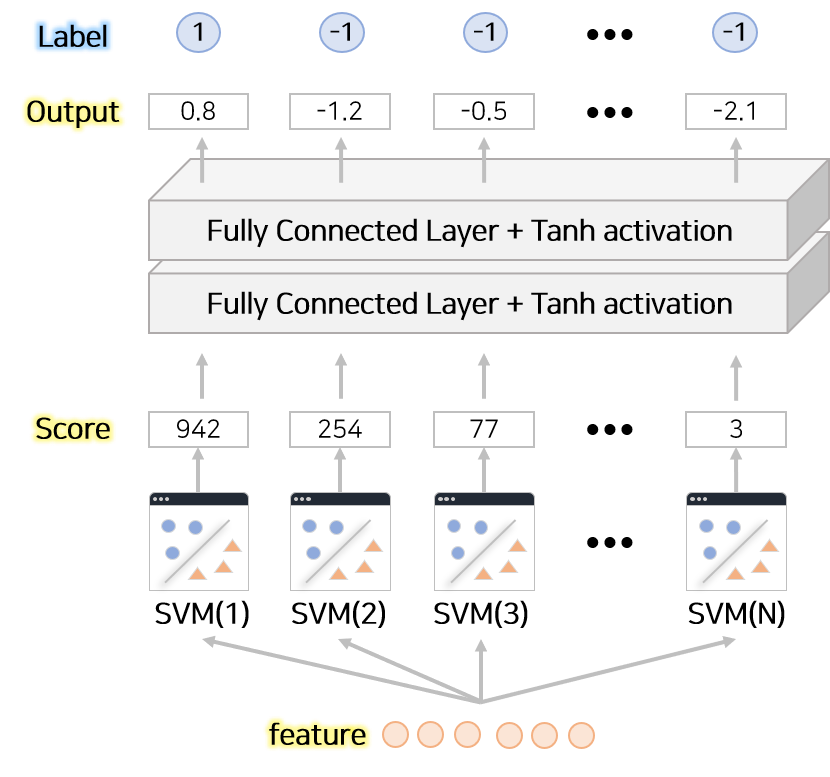 Label 1 -1 -1 ••• -1
Output 0.8 -1.2 -0.5 ••• -2.1
Fully Connected Layer + Tanh activation
Fully Connected Layer + Tanh activation
Score 942 254 77 ••• 3
•••
SVM(1) SVM(2) SVM(3) SVM(N)
feature